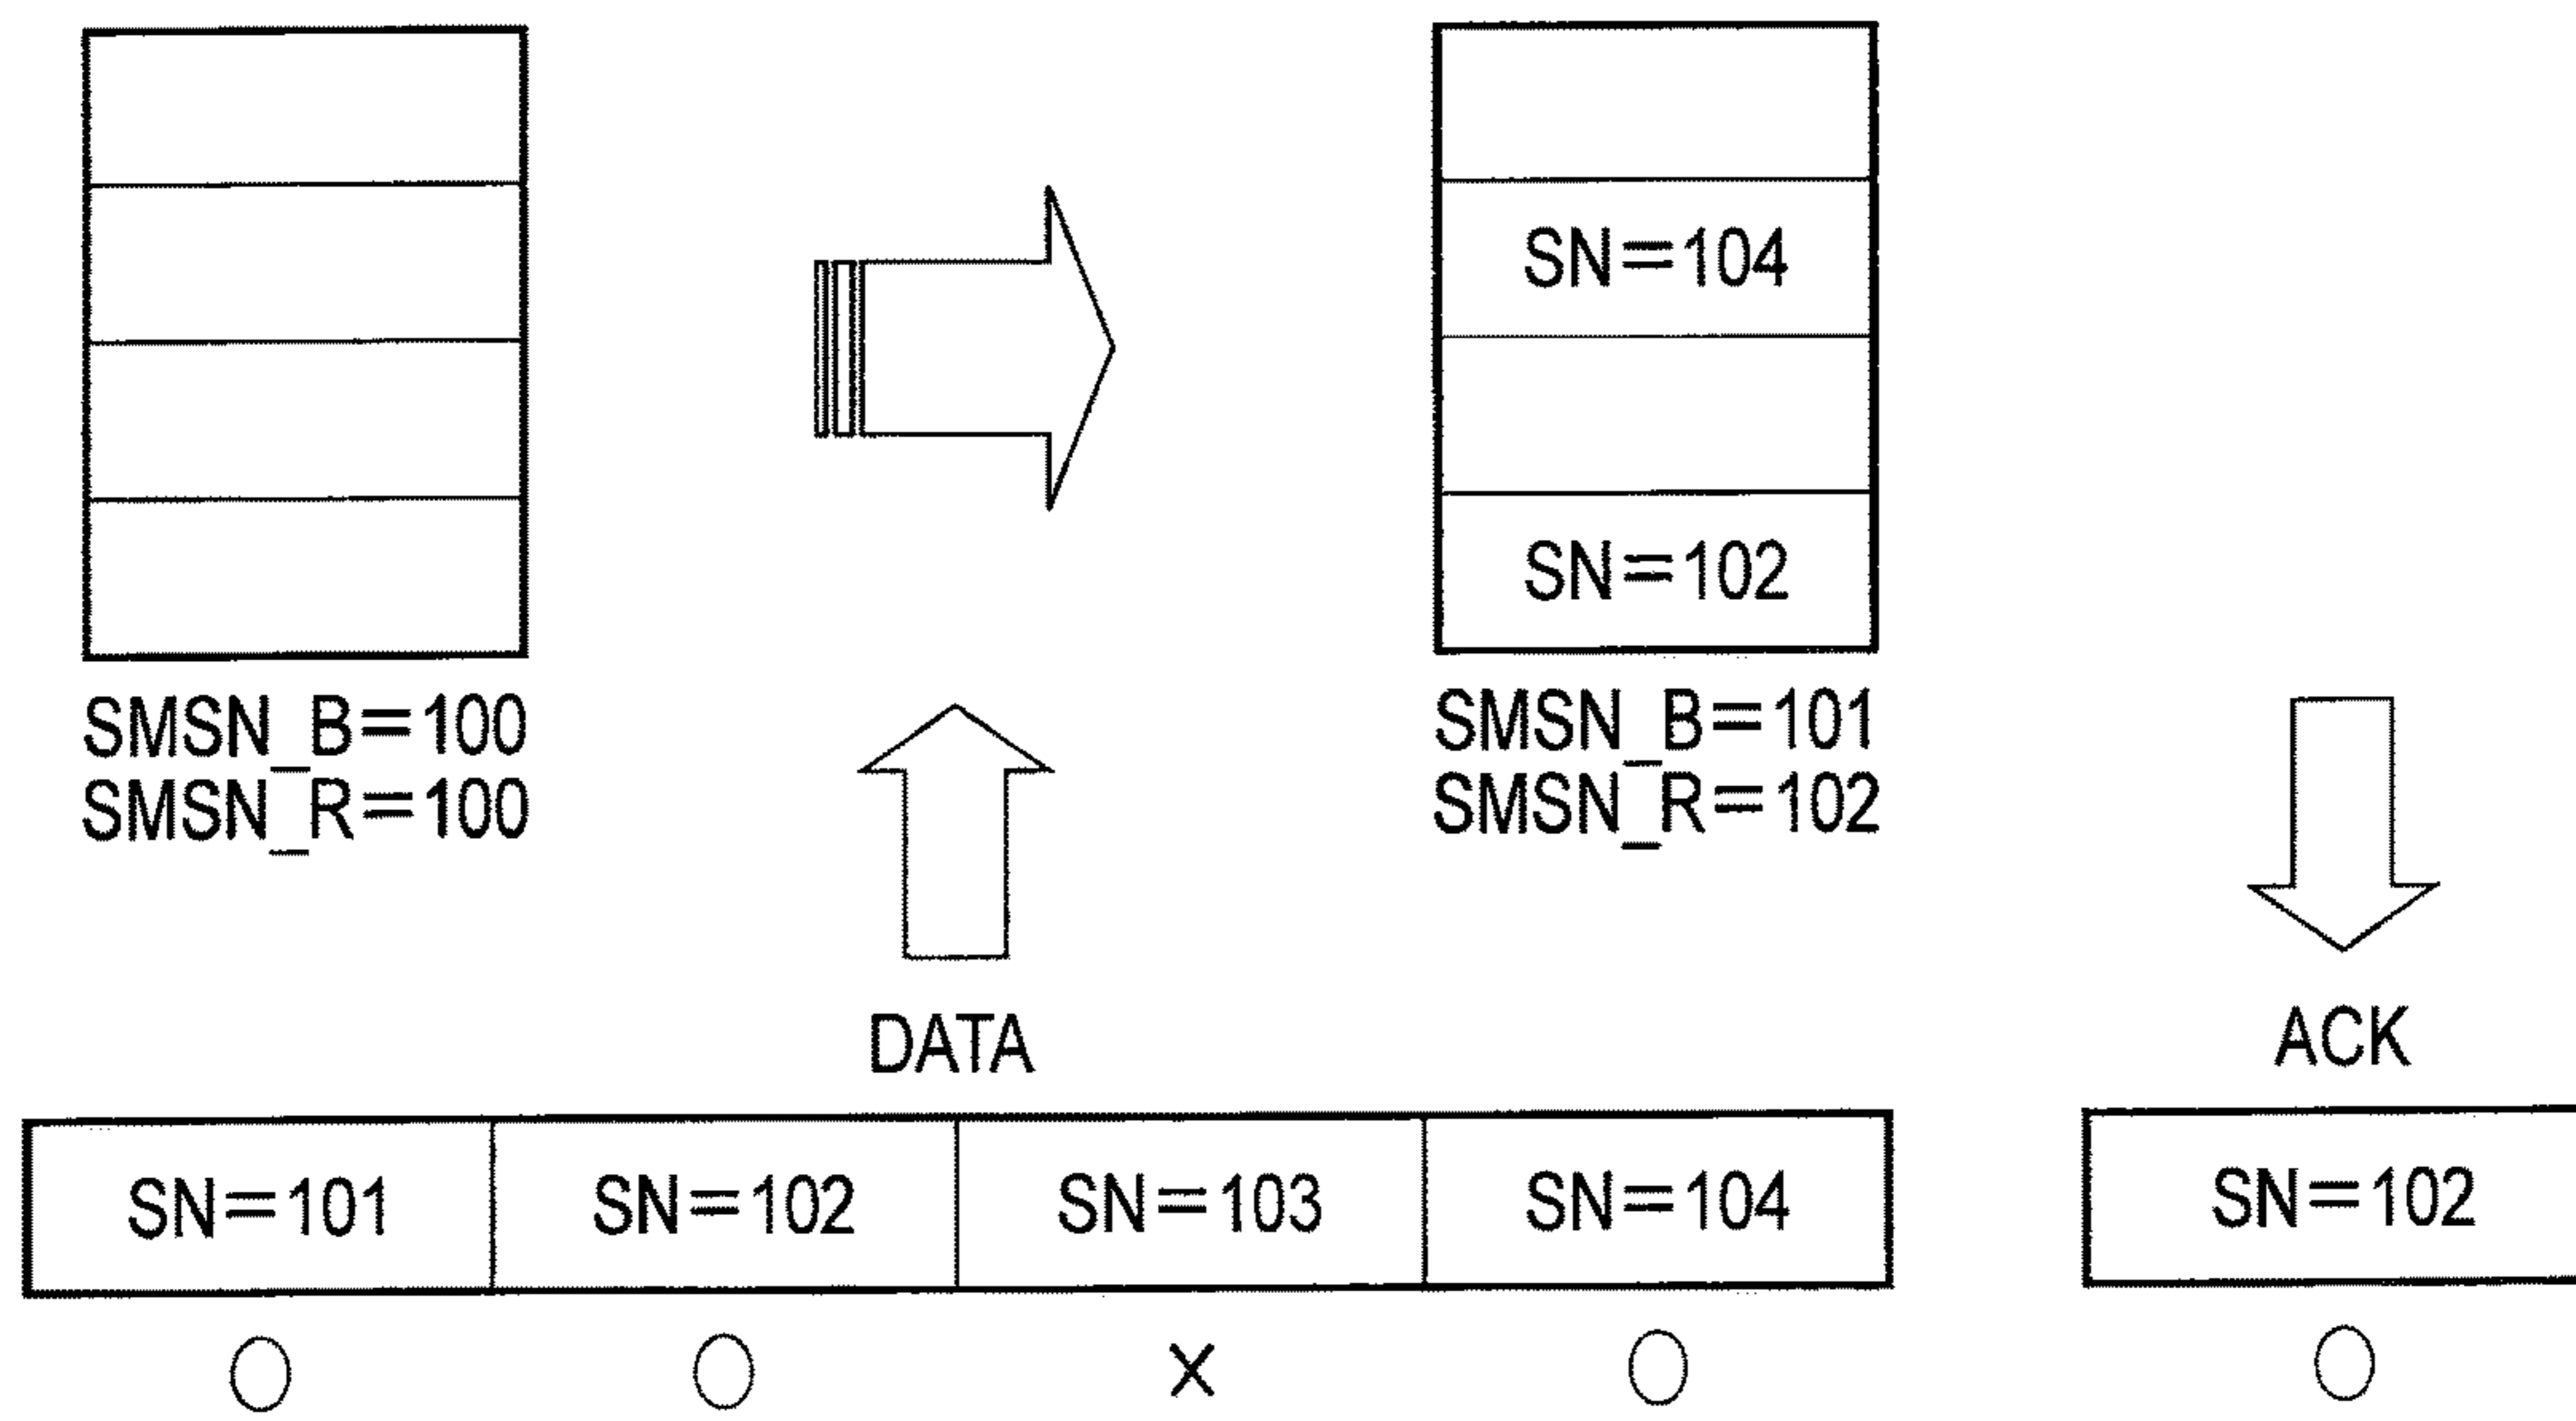 SN=104
SN=102
SMSN_B=100
SMSN_R=100
SMSN_B=101
SMSN_R=102
DATA
ACK
SN=101
SN=102
SN=103
SN=104
SN=102